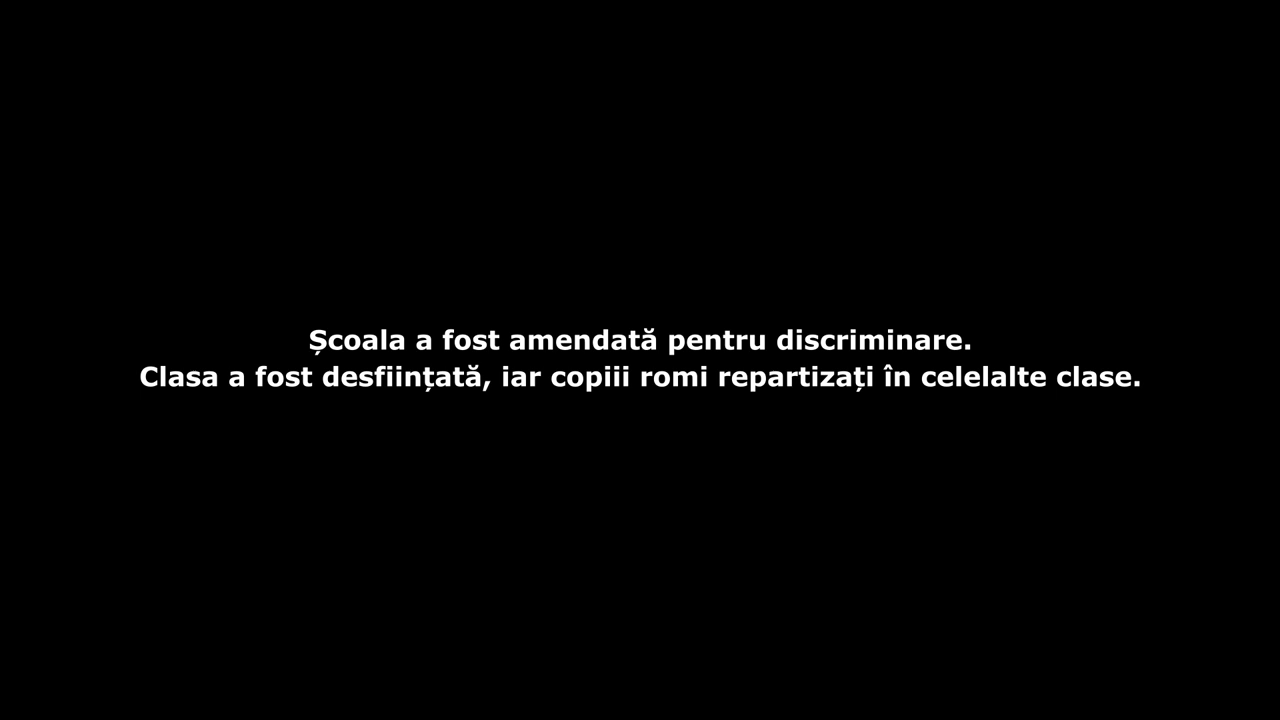 Școala a fost amendată pentru discriminare.
Clasa a fost desființată, iar copiii romi repartizați în celelalte clase.